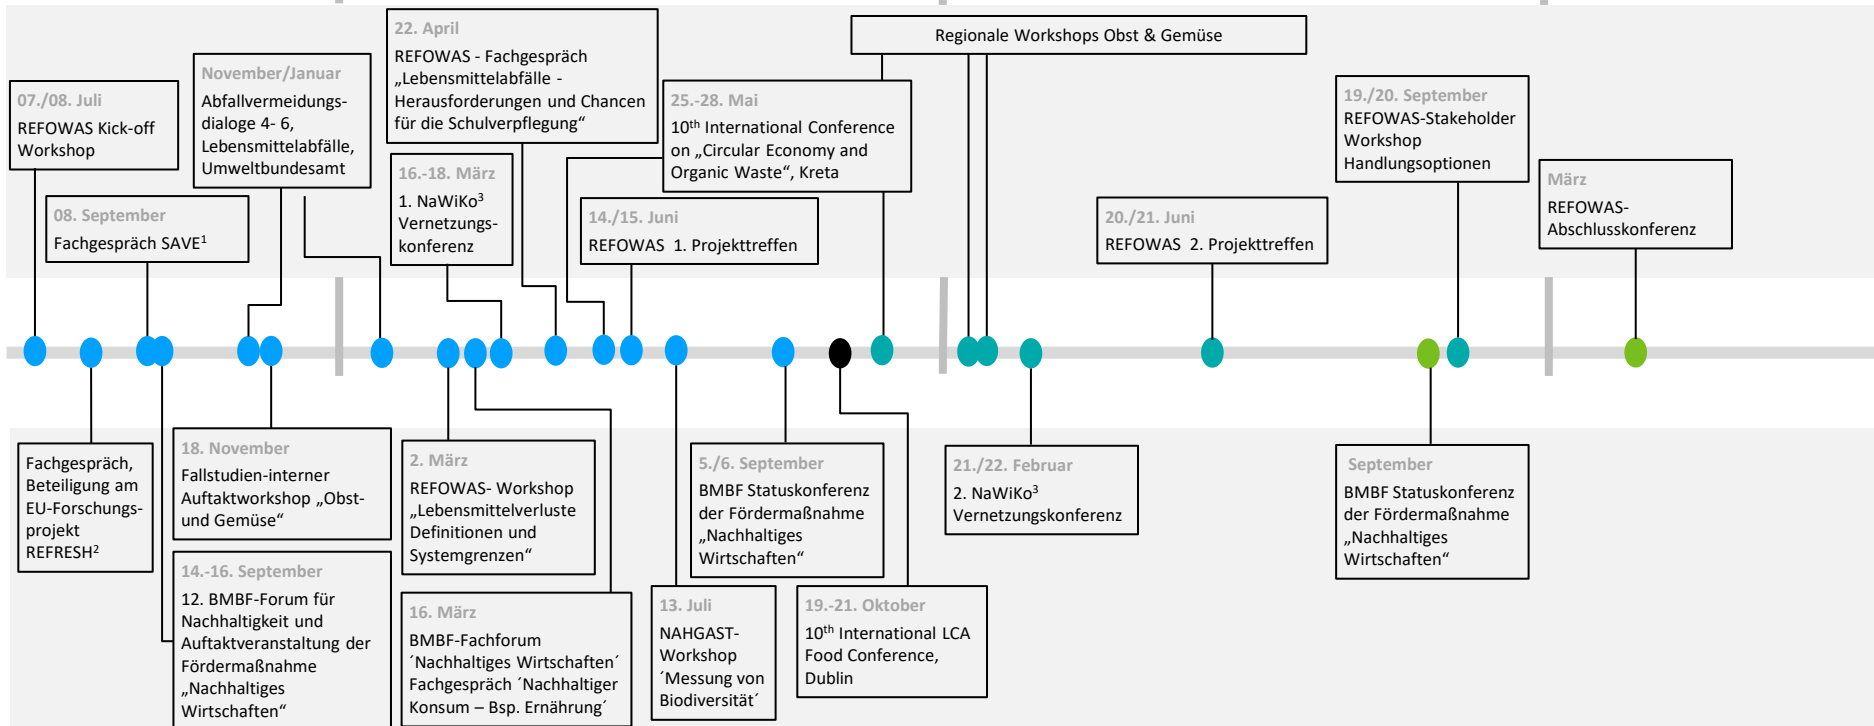 Regionale Workshops Obst & Gemüse
07./08. Juli
REFOWAS Kick-off
Workshop
November/Januar
Abfallvermeidungs-
dialoge 4- 6,
Lebensmittelabfälle,
Umweltbundesamt
22. April
REFOWAS - Fachgespräch
„Lebensmittelabfälle -
Herausforderungen und Chancen
für die Schulverpflegung“
25.-28. Mai
10th International Conference
on „Circular Economy and
Organic Waste“, Kreta
19./20. September
REFOWAS-Stakeholder
Workshop
Handlungsoptionen
März
REFOWAS-
Abschlusskonferenz
08. September
Fachgespräch SAVE1
16.-18. März
1. NaWiKo3
Vernetzungs-
konferenz
14./15. Juni
REFOWAS 1. Projekttreffen
20./21. Juni
REFOWAS 2. Projekttreffen
Fachgespräch,
Beteiligung am
EU-Forschungs-
projekt
REFRESH2
18. November
Fallstudien-interner
Auftaktworkshop „Obst-
und Gemüse“
14.-16. September
12. BMBF-Forum für
Nachhaltigkeit und
Auftaktveranstaltung der
Fördermaßnahme
„Nachhaltiges
Wirtschaften“
2. März
REFOWAS- Workshop
„Lebensmittelverluste
Definitionen und
Systemgrenzen“
16. März
BMBF-Fachforum
´Nachhaltiges Wirtschaften´
Fachgespräch ´Nachhaltiger
Konsum – Bsp. Ernährung´
13. Juli
NAHGAST-
Workshop
´Messung von
Biodiversität´
5./6. September
BMBF Statuskonferenz
der Fördermaßnahme
„Nachhaltiges
Wirtschaften“
19.-21. Oktober
10th International LCA
Food Conference,
Dublin
21./22. Februar
2. NaWiKo3
Vernetzungskonferenz
September
BMBF Statuskonferenz
der Fördermaßnahme
„Nachhaltiges
Wirtschaften“